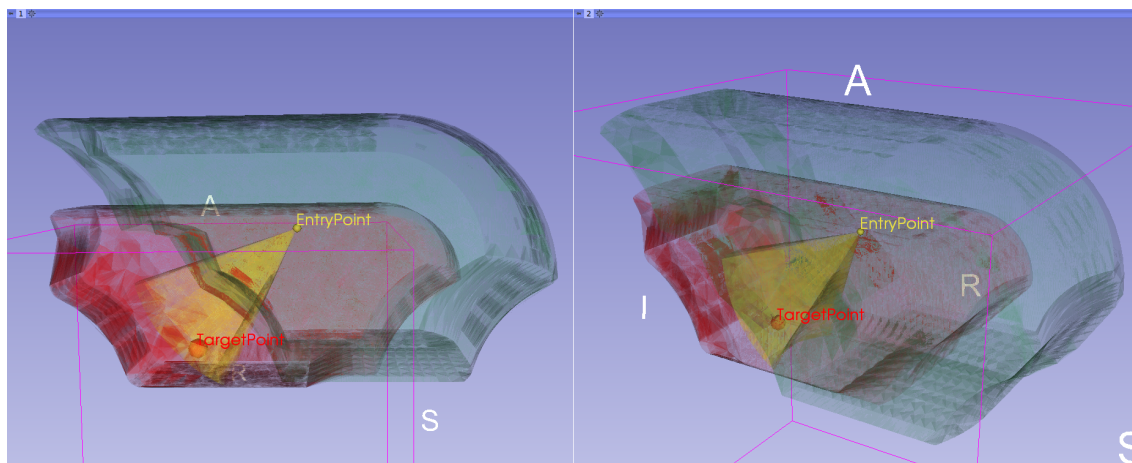 1
A
EntryPoint
TargetPoint
R
S
2
A
EntryPoint
R
I
TargetPoint
S